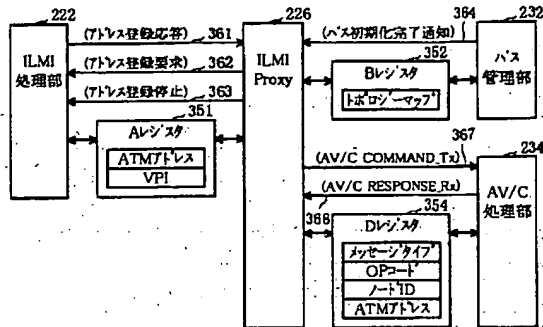 222
226
232
(アドレス登録応答) 361
364
(バス初期化完了通知)
ILMI
処理部
(アドレス登録要求) 362
(アドレス登録停止) 363
ILMI
Proxy
352
Bレジスタ
トポロジーマップ
バス
管理部
351
Aレジスタ
ATMアドレス
VPI
367
(AV/C COMMAND_Tx)
234
(AV/C RESPONSE_Rx)
368
354
AV/C
処理部
Dレジスタ
メッセージタイプ
OPコード
ノードID
ATMアドレス